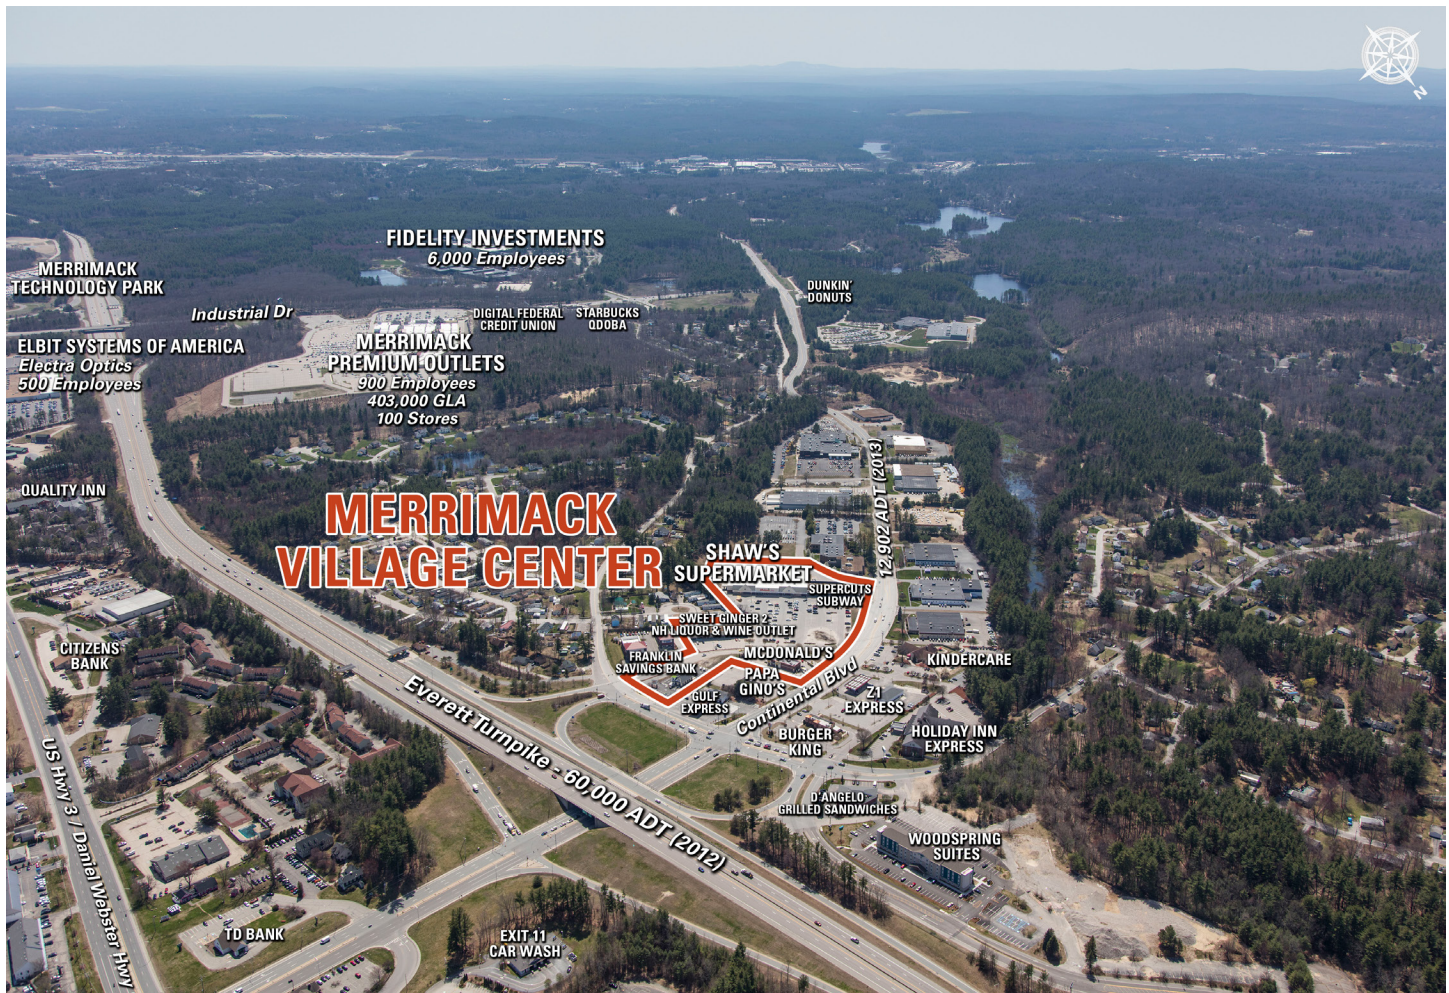 N
FIDELITY INVESTMENTS
6,000 Employees
MERRIMACK
TECHNOLOGY PARK
DUNKIN'
DONUTS
Industrial Dr
DIGITAL FEDERAL
CREDIT UNION
STARBUCKS
QDOBA
ELBIT SYSTEMS OF AMERICA
Electra Optics
500 Employees
MERRIMACK
PREMIUM OUTLETS
900 Employees
403,000 GLA
100 Stores
QUALITY INN
MERRIMACK
VILLAGE CENTER
12,902 ADT (2013)
SHAW'S
SUPERMARKET
SUPERCUTS
SUBWAY
SWEET GINGER 2
NH LIQUOR & WINE OUTLET
CITIZENS
BANK
FRANKLIN
SAVINGS BANK
MCDONALD'S
KINDERCARE
PAPA
GINO'S
Continental Blvd
GULF
EXPRESS
Z1
EXPRESS
Everett Turnpike - 60,000 ADT (2012)
BURGER
KING
HOLIDAY INN
EXPRESS
US Hwy 3 / Daniel Webster Hwy
D'ANGELO
GRILLED SANDWICHES
WOODSPRING
SUITES
TD BANK
EXIT 11
CAR WASH